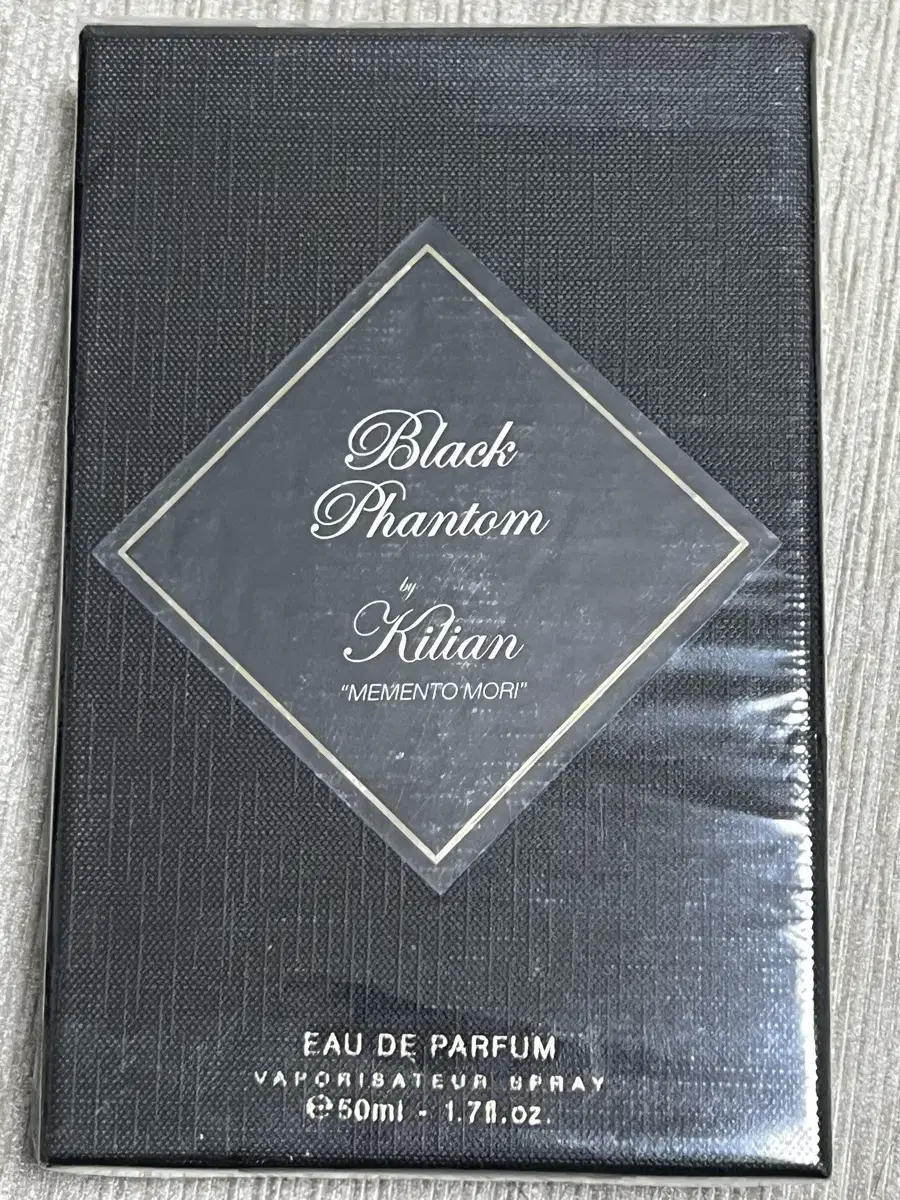 Black
Phantom
by
Kilian
"MEMENTO MORI"
EAU DE PARFUM
VAPORISATEUR SPRAY
℮50ml - 1.7fl.oz.